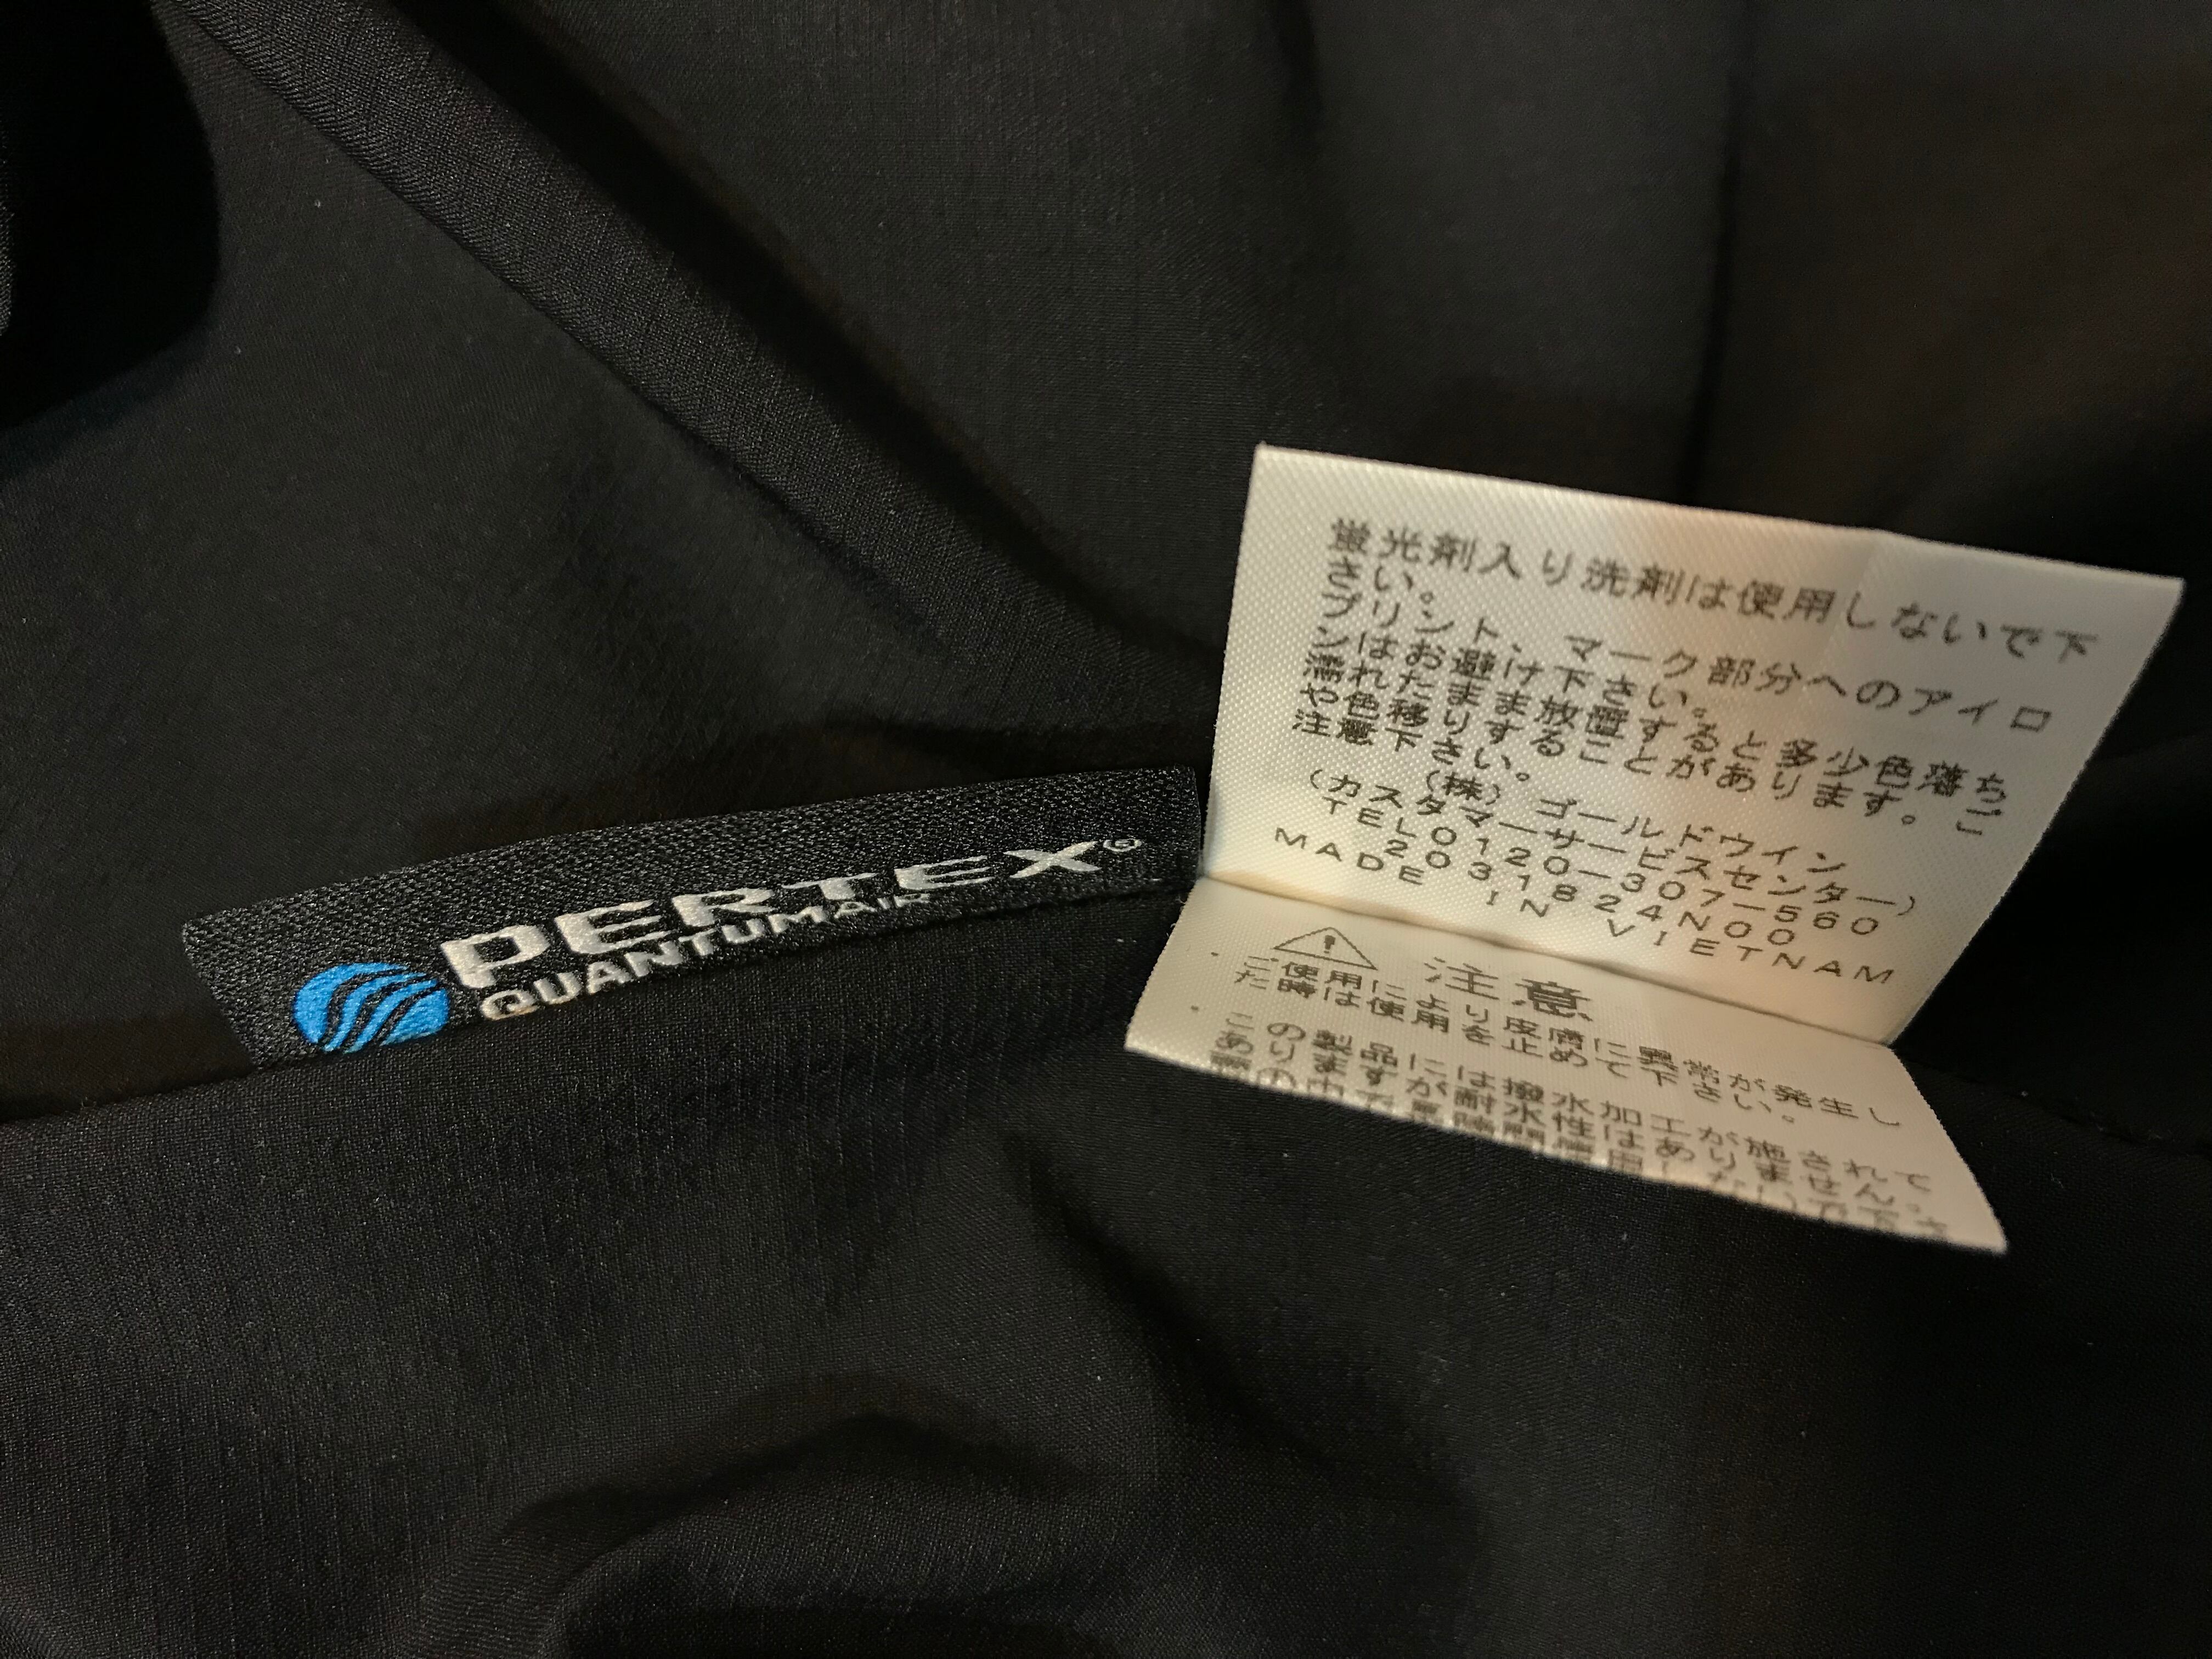 PERTEX®
QUANTUMAIR
蛍光剤入り洗剤は使用しないで下
さい。
プリント、マーク部分へのアイロ
ンはお避け下さい。
濡れたまま放置すると多少色落ち
や色移りすることがあります。ご
注意下さい。
(株)ゴールドウイン
(カスタマーサービスセンター)
TEL0120-307-560
2031824N00
MADE IN VIETNAM
注意
・ご使用により皮膚に異常が発生し
た時は使用を止めて下さい。
・この製品には撥水加工が施されて
ありますが耐水性はありません。